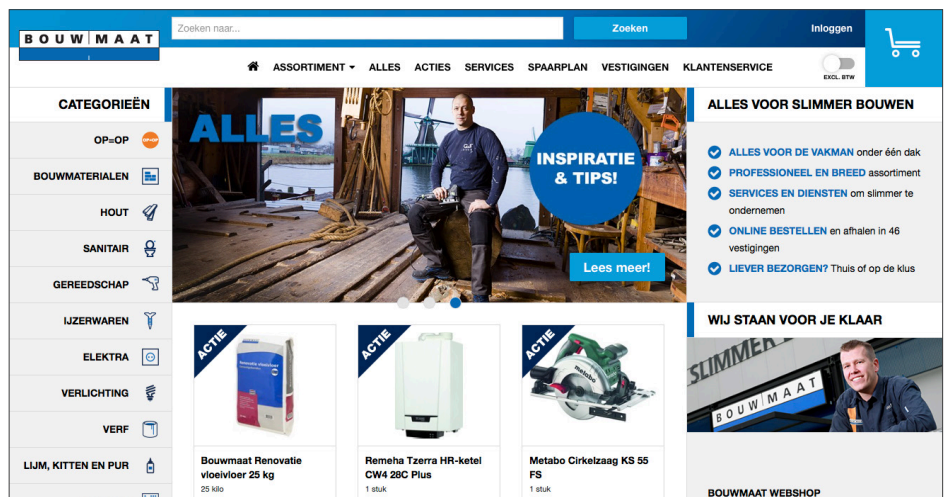 BOUW MAAT
Zoeken naar...
Zoeken
Inloggen
ASSORTIMENT ALLES ACTIES SERVICES SPAARPLAN VESTIGINGEN KLANTENSERVICE
EXCL. BTW
CATEGORIEËN
OP=OP
OP=OP
BOUWMATERIALEN
HOUT
SANITAIR
GEREEDSCHAP
IJZERWAREN
ELEKTRA
VERLICHTING
VERF
LIJM, KITTEN EN PUR
ALLES
INSPIRATIE
& TIPS!
Lees meer!
ACTIE
Bouwmaat Renovatie
vloeivloer 25 kg
25 kilo
ACTIE
Remeha Tzerra HR-ketel
CW4 28C Plus
1 stuk
ACTIE
metabo
Metabo Cirkelzaag KS 55
FS
1 stuk
ALLES VOOR SLIMMER BOUWEN
ALLES VOOR DE VAKMAN onder één dak
PROFESSIONEEL EN BREED assortiment
SERVICES EN DIENSTEN om slimmer te
ondernemen
ONLINE BESTELLEN en afhalen in 46
vestigingen
LIEVER BEZORGEN? Thuis of op de klus
WIJ STAAN VOOR JE KLAAR
SLIMMER
BOUW MAAT
BOUWMAAT WEBSHOP